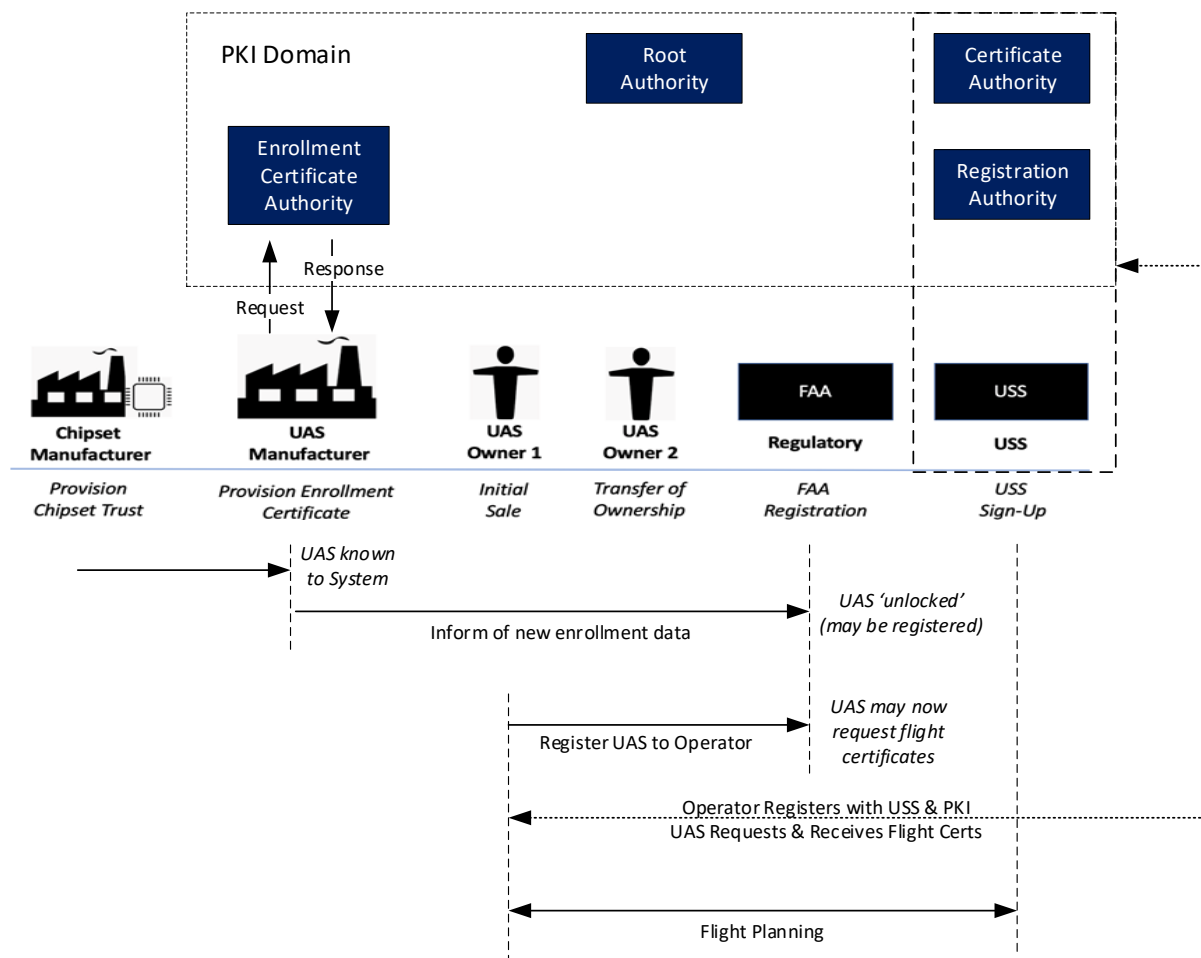 PKI Domain
Root
Authority
Certificate
Authority
Enrollment
Certificate
Authority
Registration
Authority
Response
Request
Chipset
Manufacturer
UAS
Manufacturer
UAS
Owner 1
UAS
Owner 2
FAA
Regulatory
USS
USS
Provision
Chipset Trust
Provision Enrollment
Certificate
Initial
Sale
Transfer of
Ownership
FAA
Registration
USS
Sign-Up
UAS known
to System
Inform of new enrollment data
UAS ‘unlocked’
(may be registered)
Register UAS to Operator
UAS may now
request flight
certificates
Operator Registers with USS & PKI
UAS Requests & Receives Flight Certs
Flight Planning